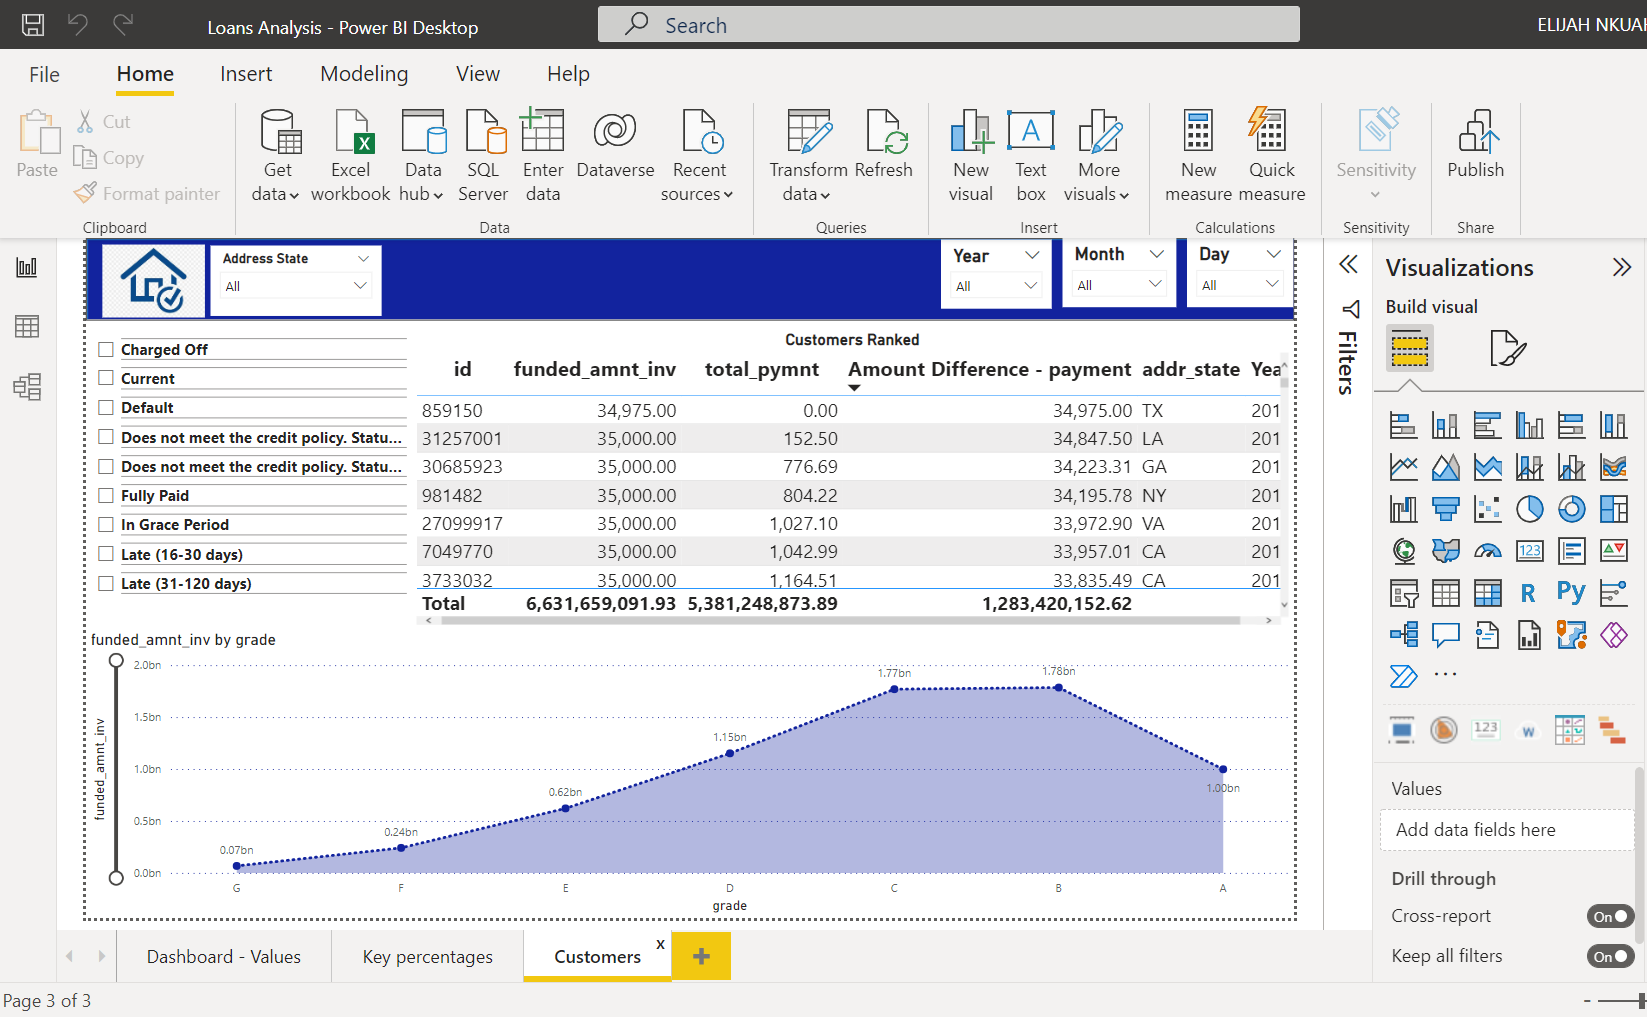 Loans Analysis - Power BI Desktop
Search
ELIJAH NKUAH
File
Home
Insert
Modeling
View
Help
Paste
Cut
Copy
Format painter
Clipboard
Get data
Excel workbook
Data hub
SQL Server
Enter data
Dataverse
Recent sources
Data
Transform data
Refresh
Queries
New visual
Text box
More visuals
Insert
New measure
Quick measure
Calculations
Sensitivity
Sensitivity
Publish
Share
Address State
All
Year
All
Month
All
Day
All
Charged Off
Current
Default
Does not meet the credit policy. Statu...
Does not meet the credit policy. Statu...
Fully Paid
In Grace Period
Late (16-30 days)
Late (31-120 days)
Customers Ranked
id funded_amnt_inv total_pymnt Amount Difference - payment addr_state Yea
859150 34,975.00 0.00 34,975.00 TX 201
31257001 35,000.00 152.50 34,847.50 LA 201
30685923 35,000.00 776.69 34,223.31 GA 201
981482 35,000.00 804.22 34,195.78 NY 201
27099917 35,000.00 1,027.10 33,972.90 VA 201
7049770 35,000.00 1,042.99 33,957.01 CA 201
3733032 35,000.00 1,164.51 33,835.49 CA 201
Total 6,631,659,091.93 5,381,248,873.89 1,283,420,152.62
funded_amnt_inv by grade
funded_amnt_inv
2.0bn
1.5bn
1.0bn
0.5bn
0.0bn
0.07bn
0.24bn
0.62bn
1.15bn
1.77bn
1.78bn
1.00bn
G F E D C B A
grade
Filters
Visualizations
Build visual
123
R
Py
123
W
Values
Add data fields here
Drill through
Cross-report
On
Keep all filters
On
Dashboard - Values
Key percentages
Customers
x
Page 3 of 3